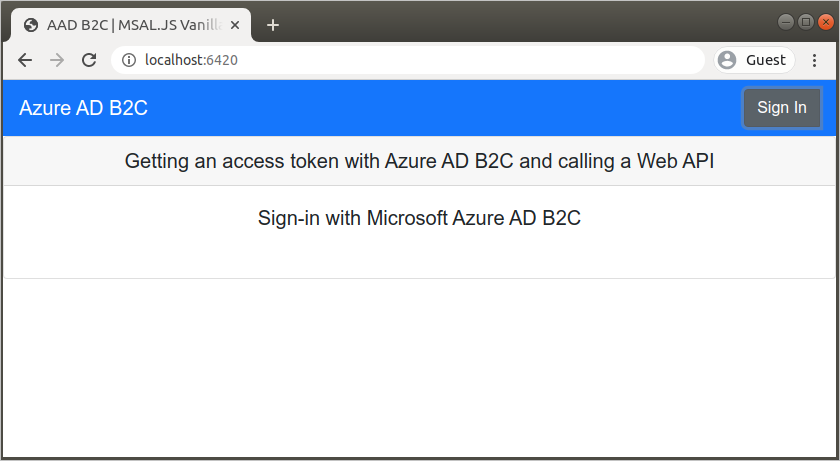 AAD B2C | MSAL.JS Vanill
localhost:6420
Guest
Azure AD B2C
Sign In
Getting an access token with Azure AD B2C and calling a Web API
Sign-in with Microsoft Azure AD B2C